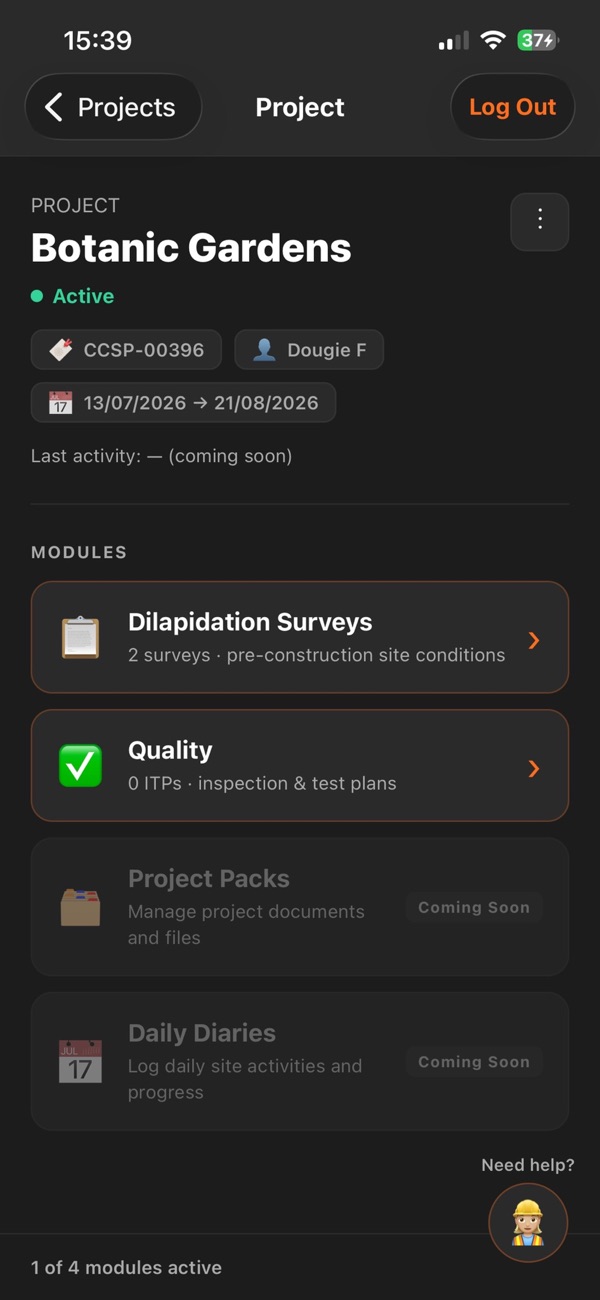 15:39
37
Projects
Project
Log Out
PROJECT
Botanic Gardens
Active
CCSP-00396
Dougie F
17
13/07/2026 → 21/08/2026
Last activity: — (coming soon)
MODULES
Dilapidation Surveys
2 surveys · pre-construction site conditions
Quality
0 ITPs · inspection & test plans
Project Packs
Manage project documents
and files
Coming Soon
JUL
17
Daily Diaries
Log daily site activities and
progress
Coming Soon
Need help?
1 of 4 modules active